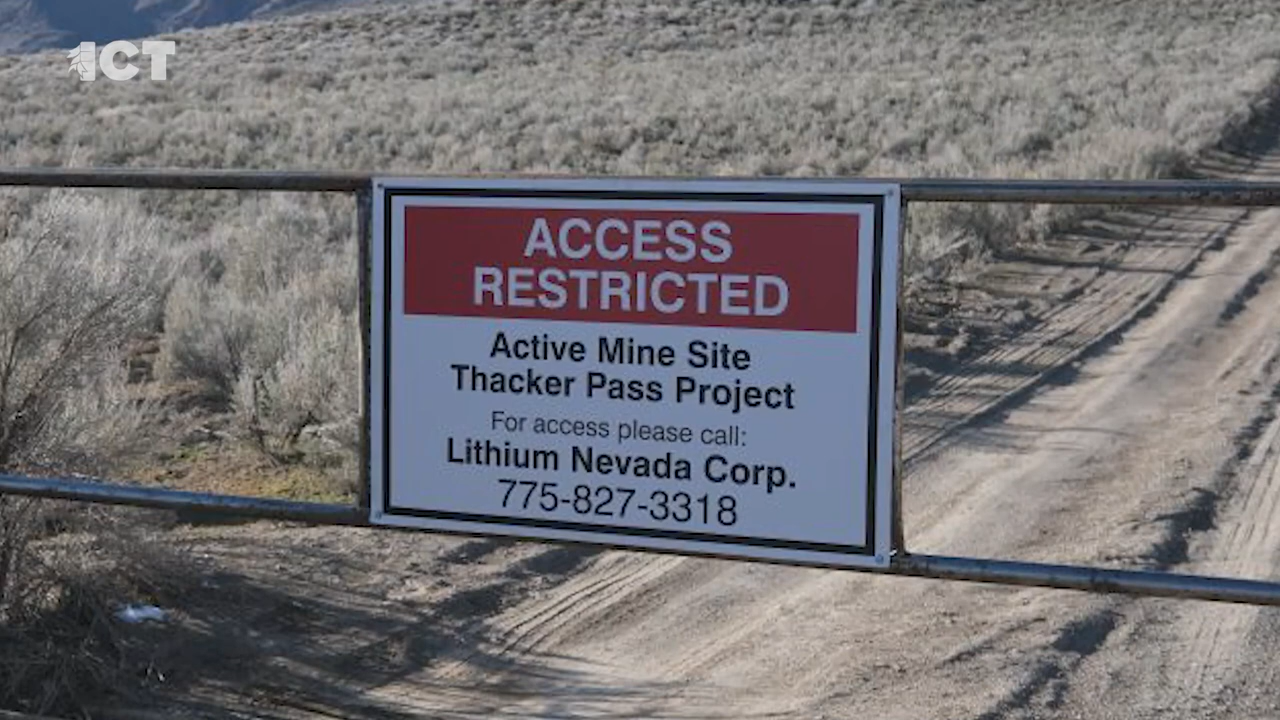 ICT
ACCESS
RESTRICTED
Active Mine Site
Thacker Pass Project
For access please call:
Lithium Nevada Corp.
775-827-3318